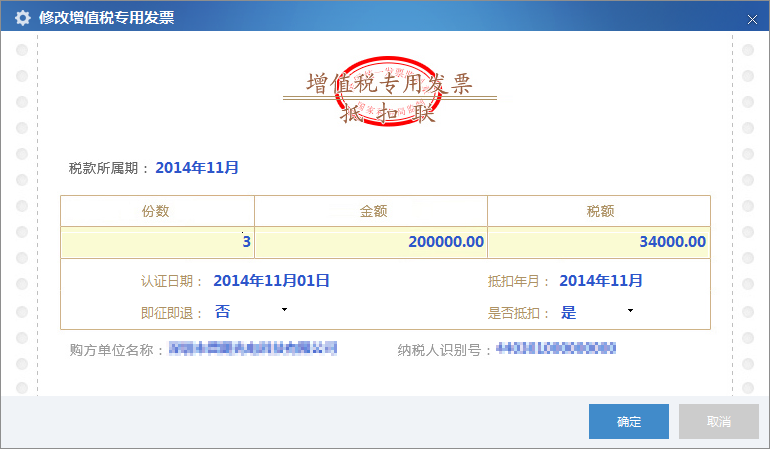 修改增值税专用发票
增值税专用发票
抵扣联
税款所属期： 2014年11月
份数 金额 税额
3 200000.00 34000.00
认证日期： 2014年11月01日 抵扣年月： 2014年11月
即征即退： 否 是否抵扣： 是
购方单位名称： 纳税人识别号：
确定 取消